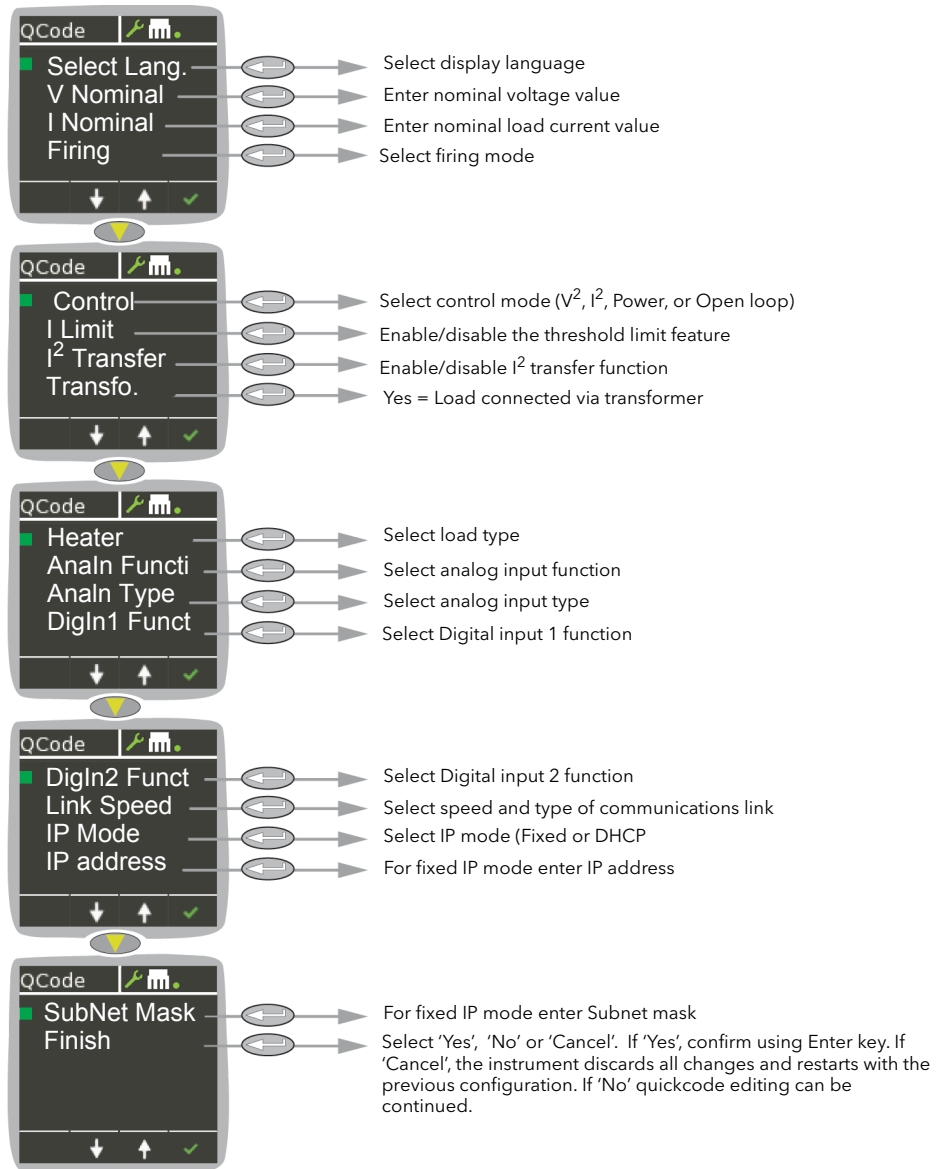 QCode
Select Lang.
Select display language
V Nominal
Enter nominal voltage value
I Nominal
Enter nominal load current value
Firing
Select firing mode
QCode
Control
Select control mode (V², I², Power, or Open loop)
I Limit
Enable/disable the threshold limit feature
I² Transfer
Enable/disable I² transfer function
Transfo.
Yes = Load connected via transformer
QCode
Heater
Select load type
AnaIn Functi
Select analog input function
AnaIn Type
Select analog input type
DigIn1 Funct
Select Digital input 1 function
QCode
DigIn2 Funct
Select Digital input 2 function
Link Speed
Select speed and type of communications link
IP Mode
Select IP mode (Fixed or DHCP
IP address
For fixed IP mode enter IP address
QCode
SubNet Mask
For fixed IP mode enter Subnet mask
Finish
Select ‘Yes’, ‘No’ or ‘Cancel’. If ‘Yes’, confirm using Enter key. If
‘Cancel’, the instrument discards all changes and restarts with the
previous configuration. If ‘No’ quickcode editing can be
continued.